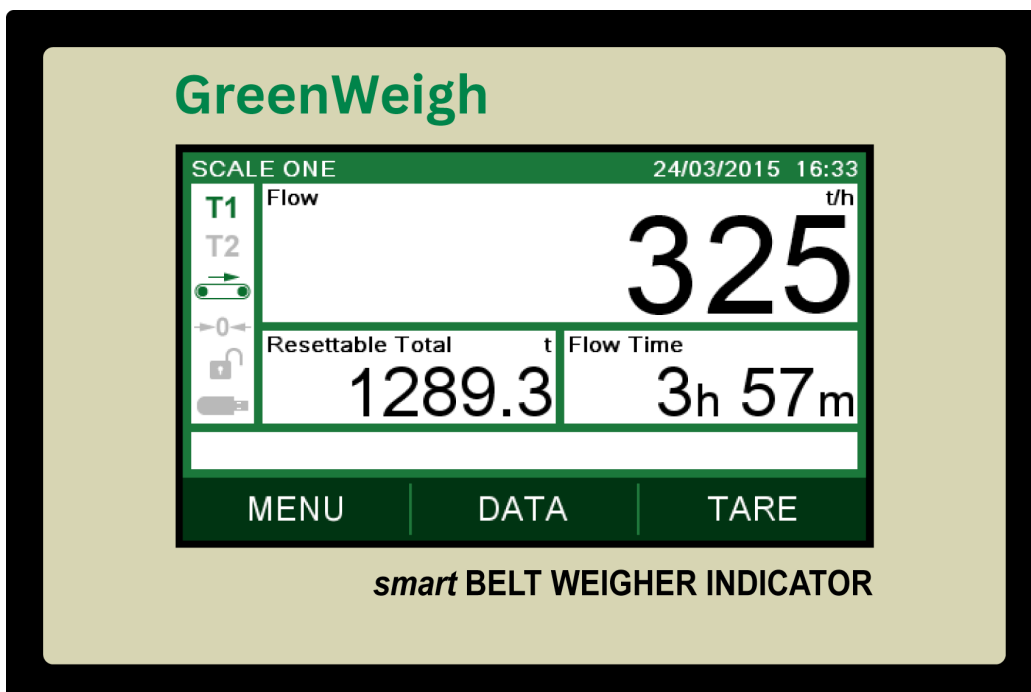 GreenWeigh
SCALE ONE 24/03/2015 16:33
T1
T2
Flow t/h
325
0
Resettable Total t
1289.3
Flow Time
3h 57m
MENU DATA TARE
smart BELT WEIGHER INDICATOR